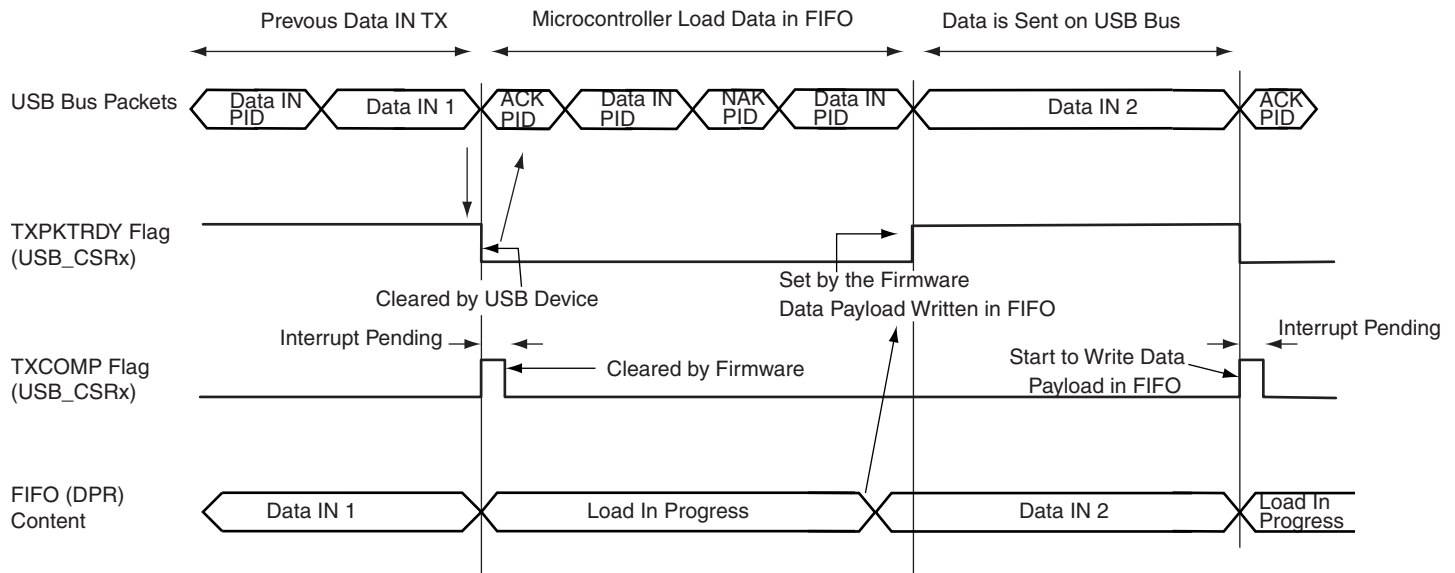 Prevous Data IN TX
Microcontroller Load Data in FIFO
Data is Sent on USB Bus
USB Bus Packets
Data IN
PID
Data IN 1
ACK
PID
Data IN
PID
NAK
PID
Data IN
PID
Data IN 2
ACK
PID
TXPKTRDY Flag
(USB_CSRx)
Cleared by USB Device
Set by the Firmware
Data Payload Written in FIFO
Interrupt Pending
Interrupt Pending
TXCOMP Flag
(USB_CSRx)
Cleared by Firmware
Start to Write Data
Payload in FIFO
FIFO (DPR)
Content
Data IN 1
Load In Progress
Data IN 2
Load In
Progress